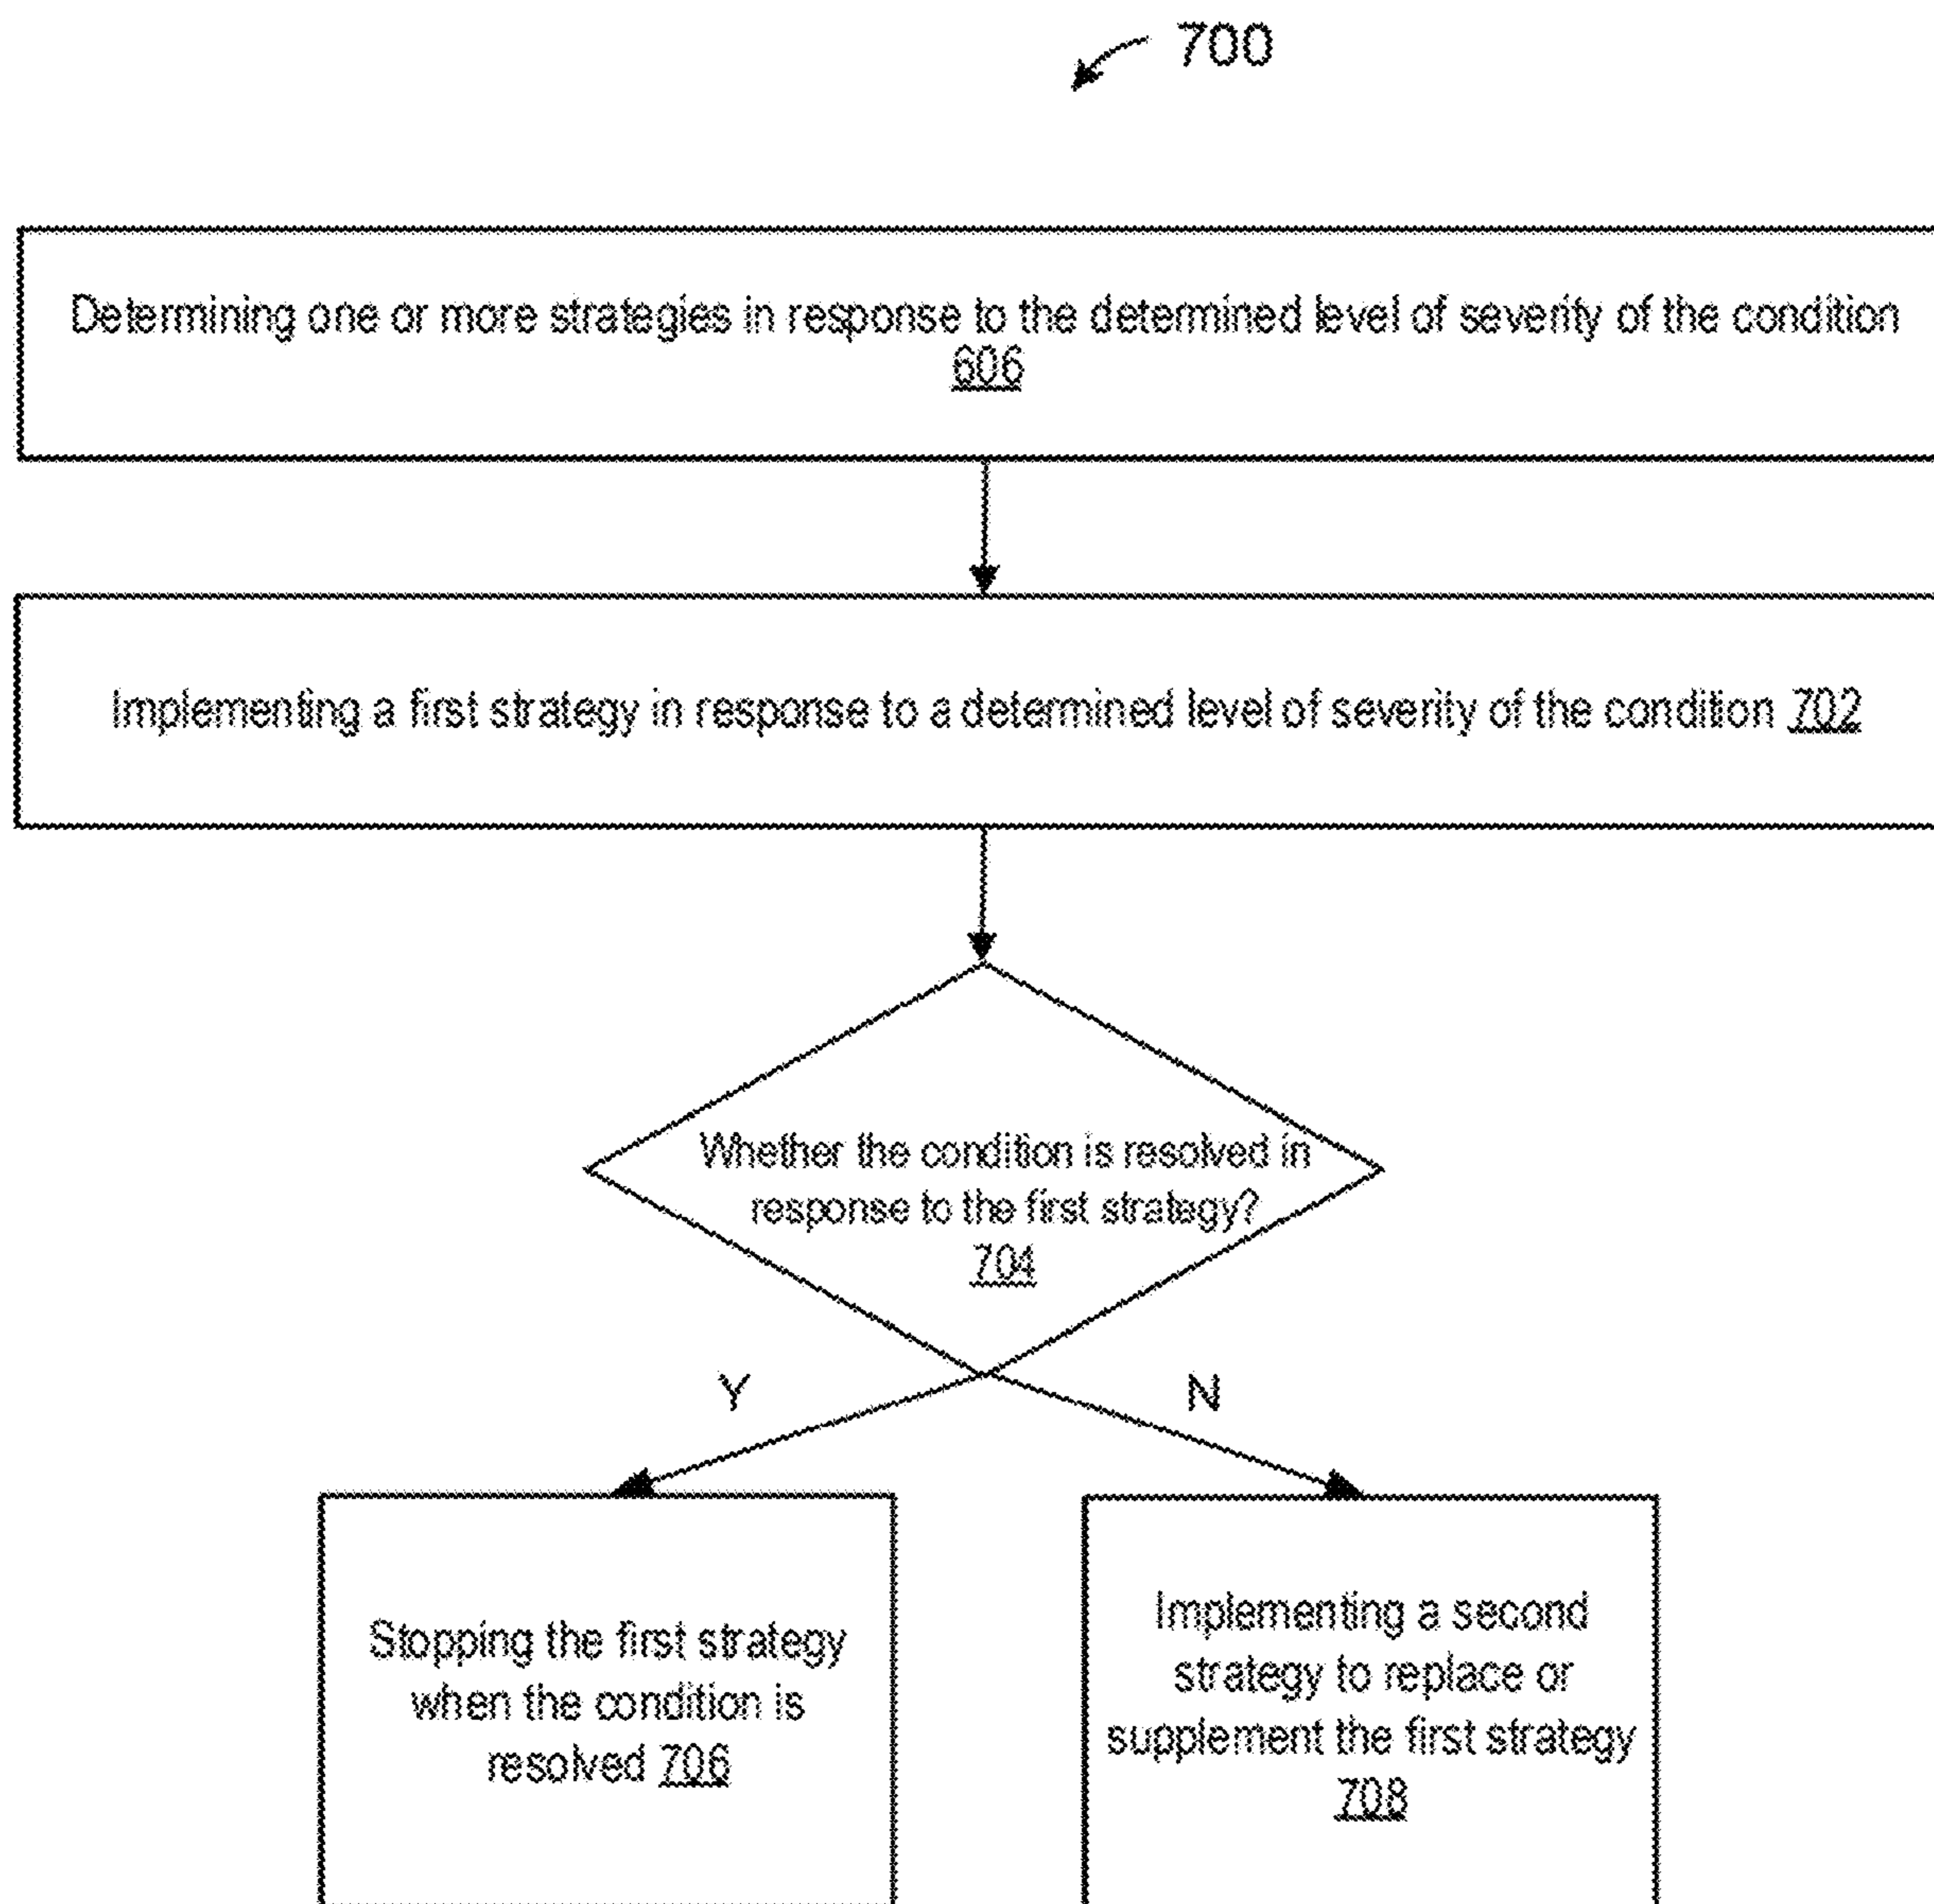 700
Determining one or more strategies in response to the determined level of severity of the condition
606
Implementing a first strategy in response to a determined level of severity of the condition 702
Whether the condition is resolved in
response to the first strategy?
704
Y
N
Stopping the first strategy
when the condition is
resolved 706
Implementing a second
strategy to replace or
supplement the first strategy
708